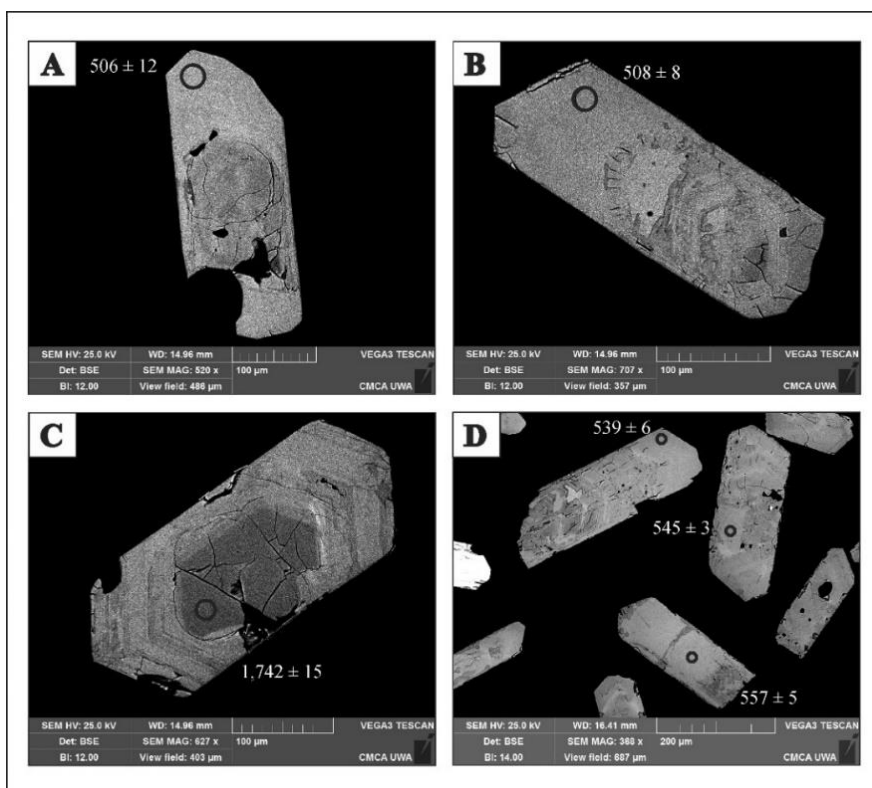 A
506 ± 12
SEM HV: 25.0 kV WD: 14.96 mm VEGA3 TESCAN
Det: BSE SEM MAG: 520 x 100 µm
BI: 12.00 View field: 486 µm CMCA UWA
B
508 ± 8
SEM HV: 25.0 kV WD: 14.96 mm VEGA3 TESCAN
Det: BSE SEM MAG: 707 x 100 µm
BI: 12.00 View field: 357 µm CMCA UWA
C
1,742 ± 15
SEM HV: 25.0 kV WD: 14.96 mm VEGA3 TESCAN
Det: BSE SEM MAG: 627 x 100 µm
BI: 12.00 View field: 403 µm CMCA UWA
D
539 ± 6
545 ± 3
557 ± 5
SEM HV: 25.0 kV WD: 16.41 mm VEGA3 TESCAN
Det: BSE SEM MAG: 368 x 200 µm
BI: 14.00 View field: 687 µm CMCA UWA